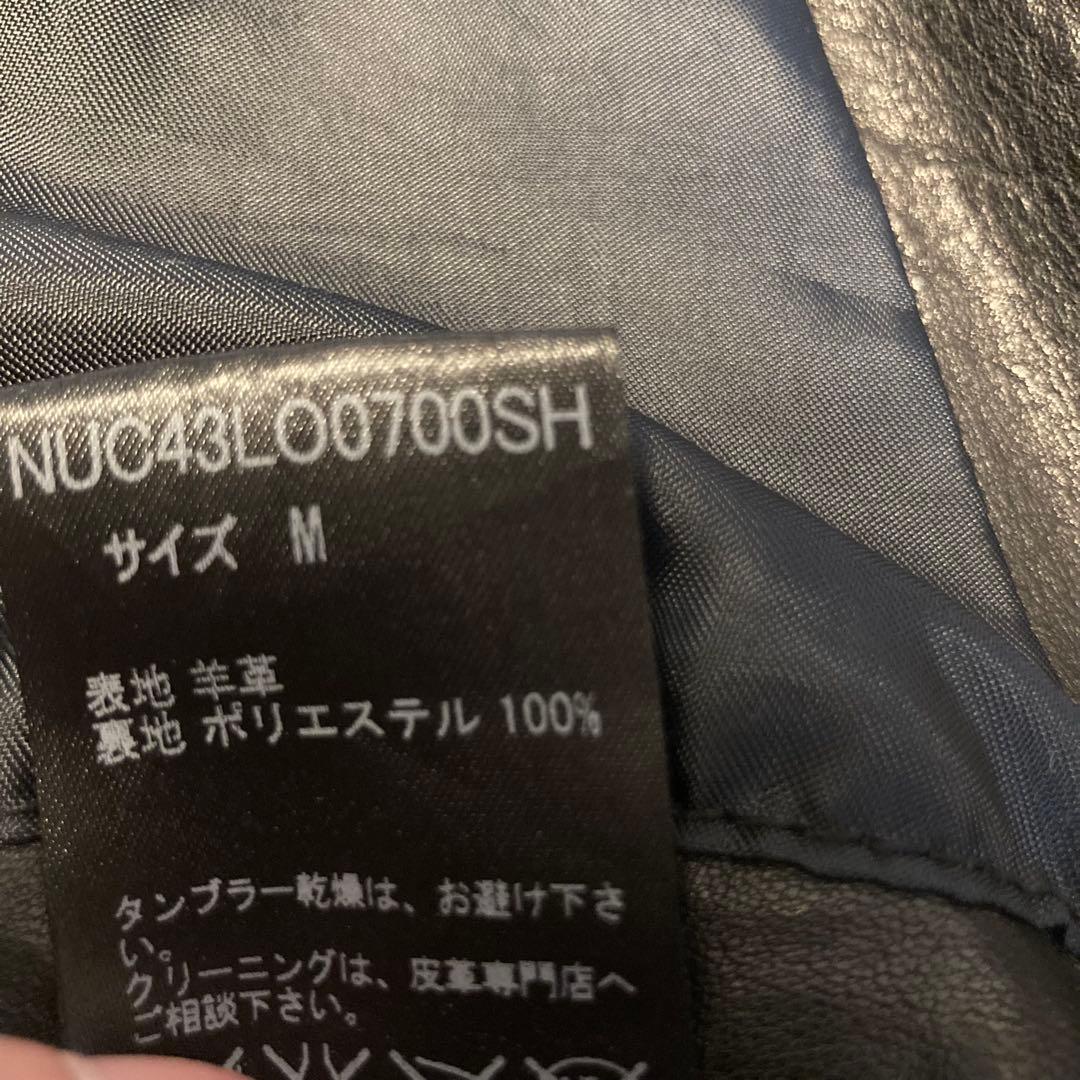 NUC43LO0700SH
サイズ M
表地 羊革
裏地 ポリエステル 100%
タンブラー乾燥は、お避け下さ
い。
クリーニングは、皮革専門店へ
ご相談下さい。